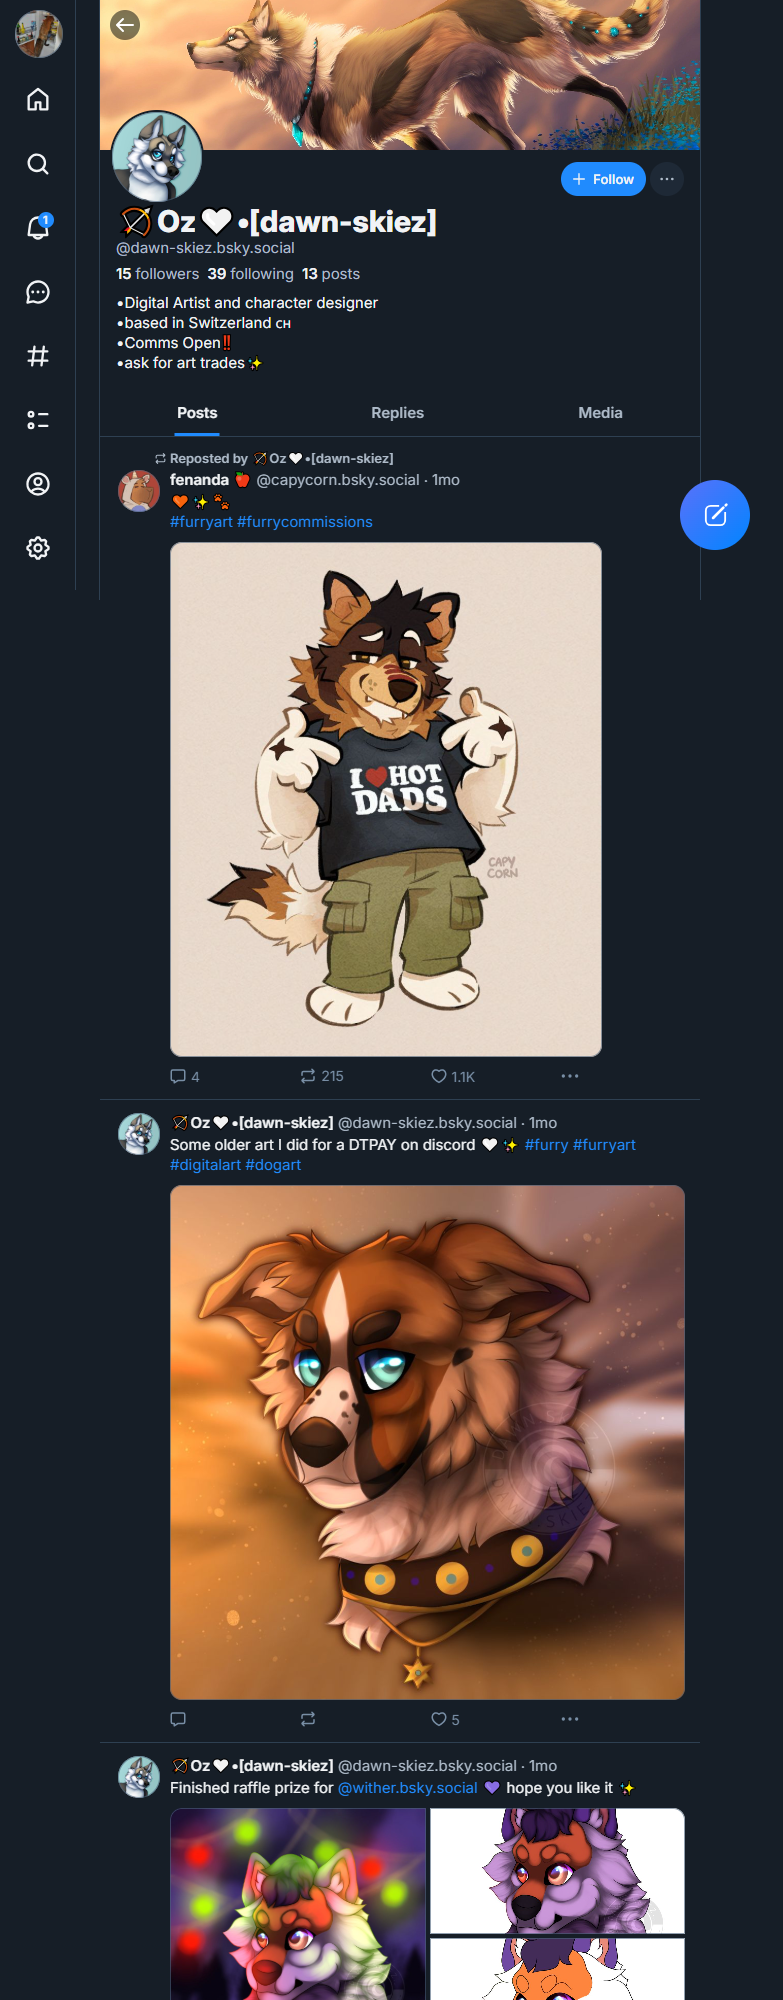 1
+ Follow
🏹Oz🤍•[dawn-skiez]
@dawn-skiez.bsky.social
15 followers 39 following 13 posts
•Digital Artist and character designer
•based in Switzerland 🇨🇭
•Comms Open‼️
•ask for art trades✨
Posts Replies Media
Reposted by 🏹Oz🤍•[dawn-skiez]
fenanda 🍎 @capycorn.bsky.social · 1mo
🧡✨🐾
#furryart #furrycommissions
I ❤ HOT
DADS
CAPY
CORN
4 215 1.1K
🏹Oz🤍•[dawn-skiez] @dawn-skiez.bsky.social · 1mo
Some older art I did for a DTPAY on discord 🤍✨ #furry #furryart
#digitalart #dogart
5
🏹Oz🤍•[dawn-skiez] @dawn-skiez.bsky.social · 1mo
Finished raffle prize for @wither.bsky.social 💜 hope you like it ✨